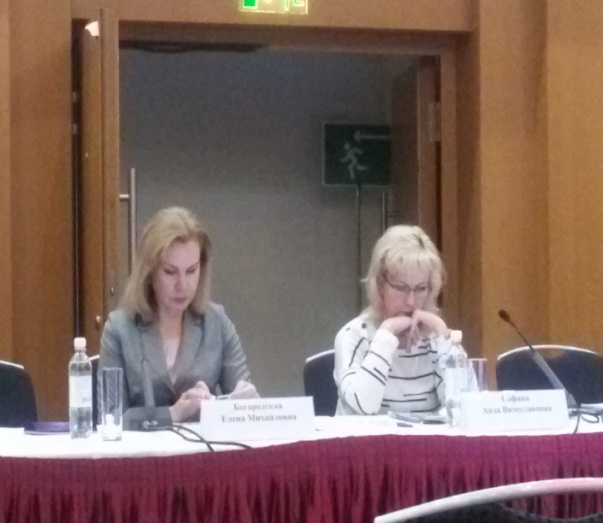 Богородская
Елена Михайловна
Сафина
Аида Вячеславовна